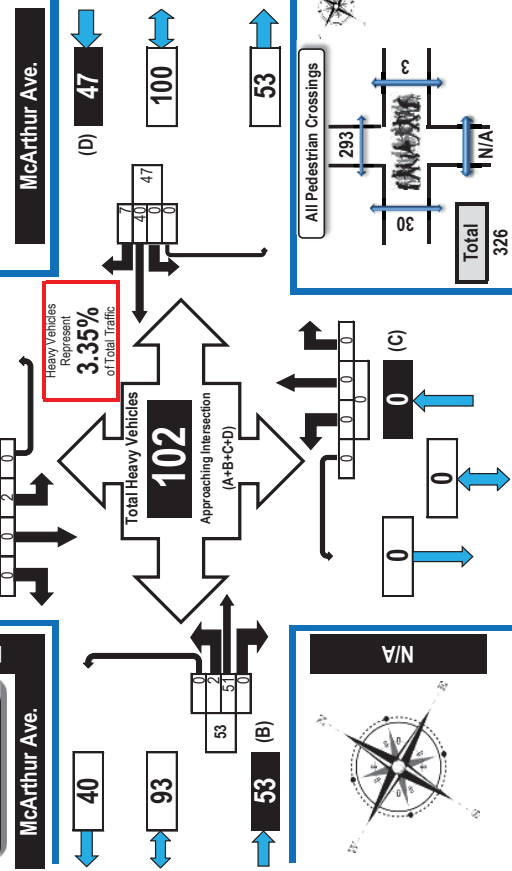 McArthur Ave.
(D)
47
100
53
7
40
0
0
47
Heavy Vehicles
Represent
3.35%
of Total Traffic
0
0
2
0
Total Heavy Vehicles
102
Approaching Intersection
(A+B+C+D)
McArthur Ave.
40
93
53
(B)
53
0
2
51
0
0
0
0
0
0
0
(C)
0
0
N/A
All Pedestrian Crossings
293
3
30
N/A
Total
326